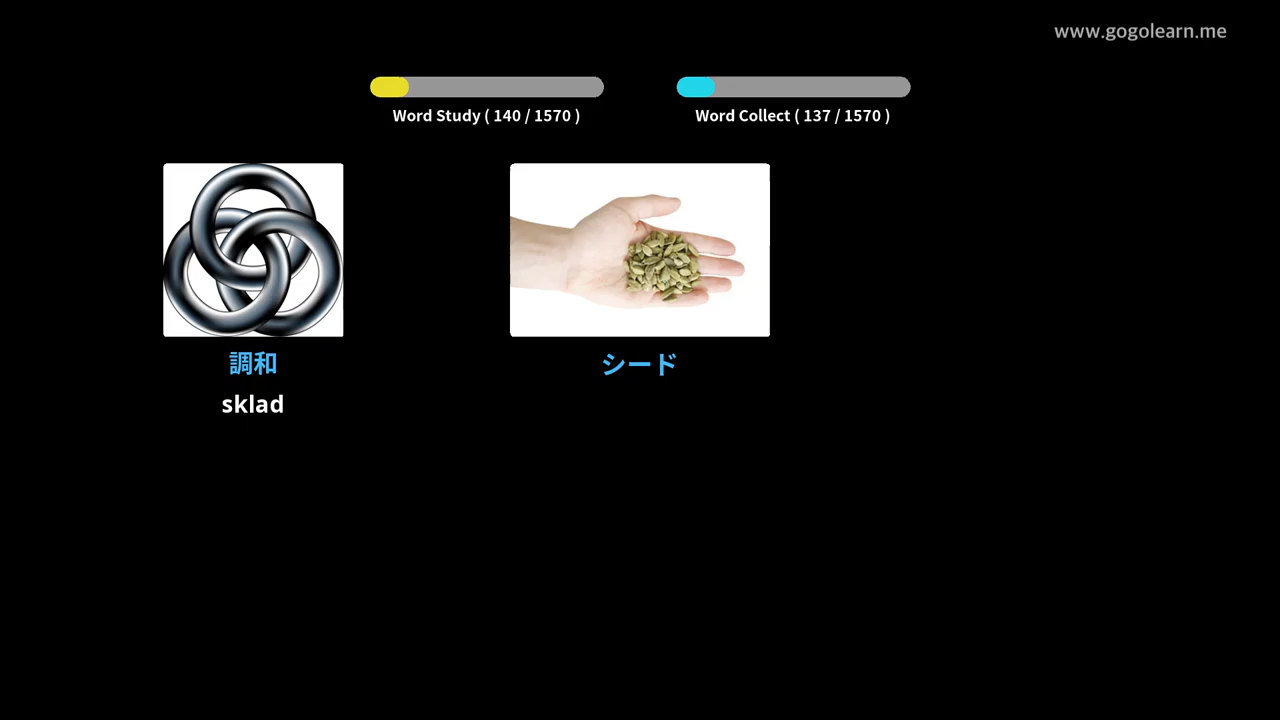 www.gogolearn.me
Word Study ( 140 / 1570 )
Word Collect ( 137 / 1570 )
調和
シード
sklad